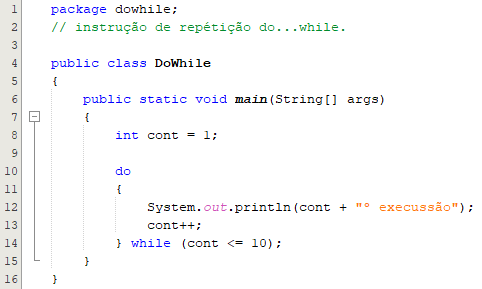 1 package dowhile;
2 // instrução de repétição do...while.
3
4 public class DoWhile
5 {
6     public static void main(String[] args)
7     {
8         int cont = 1;
9
10         do
11         {
12             System.out.println(cont + "° execussão");
13             cont++;
14         } while (cont <= 10);
15     }
16 }